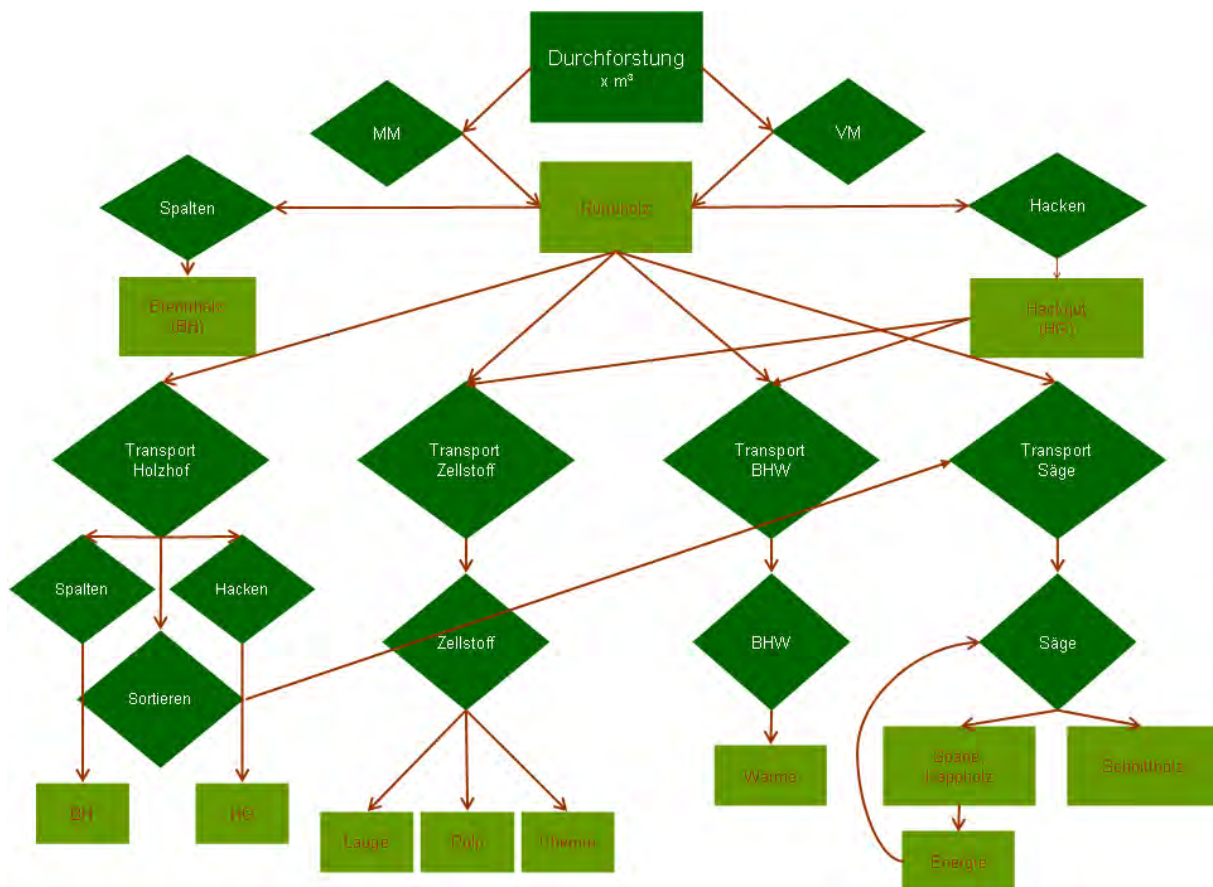 Durchforstung
x m³
MM
VM
Spalten
Rundholz
Hacken
Brennholz
(BH)
Hackgut
(HG)
Transport
Holzhof
Transport
Zellstoff
Transport
BHW
Transport
Säge
Spalten
Hacken
Zellstoff
BHW
Säge
Sortieren
Wärme
Späne,
Kappholz
Schnittholz
BH
HG
Lauge
Pulp
Energie